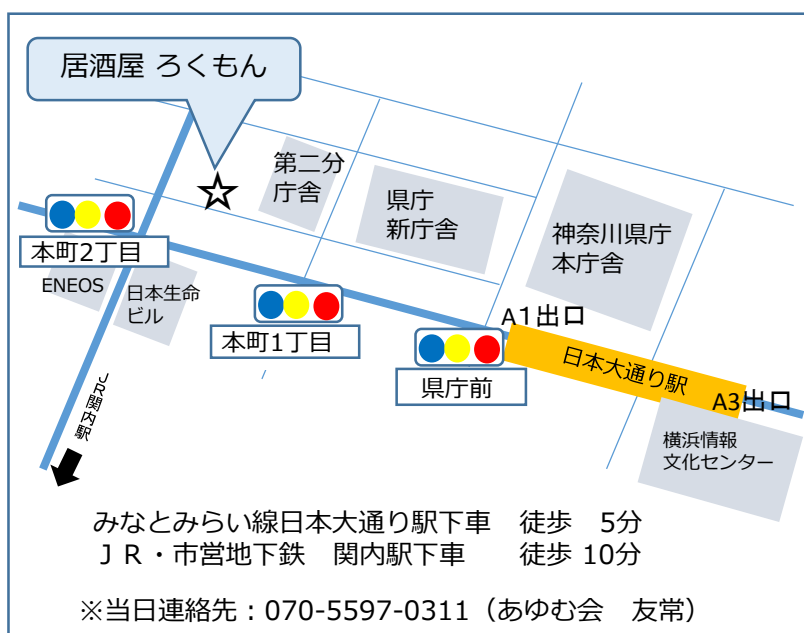 居酒屋 ろくもん
第二分
庁舎
県庁
新庁舎
神奈川県庁
本庁舎
本町2丁目
ENEOS
日本生命
ビル
本町1丁目
A1出口
県庁前
日本大通り駅
A3出口
JR関内駅
横浜情報
文化センター
みなとみらい線日本大通り駅下車　徒歩　5分
ＪＲ・市営地下鉄　関内駅下車　　徒歩 10分
※当日連絡先：070-5597-0311（あゆむ会　友常）